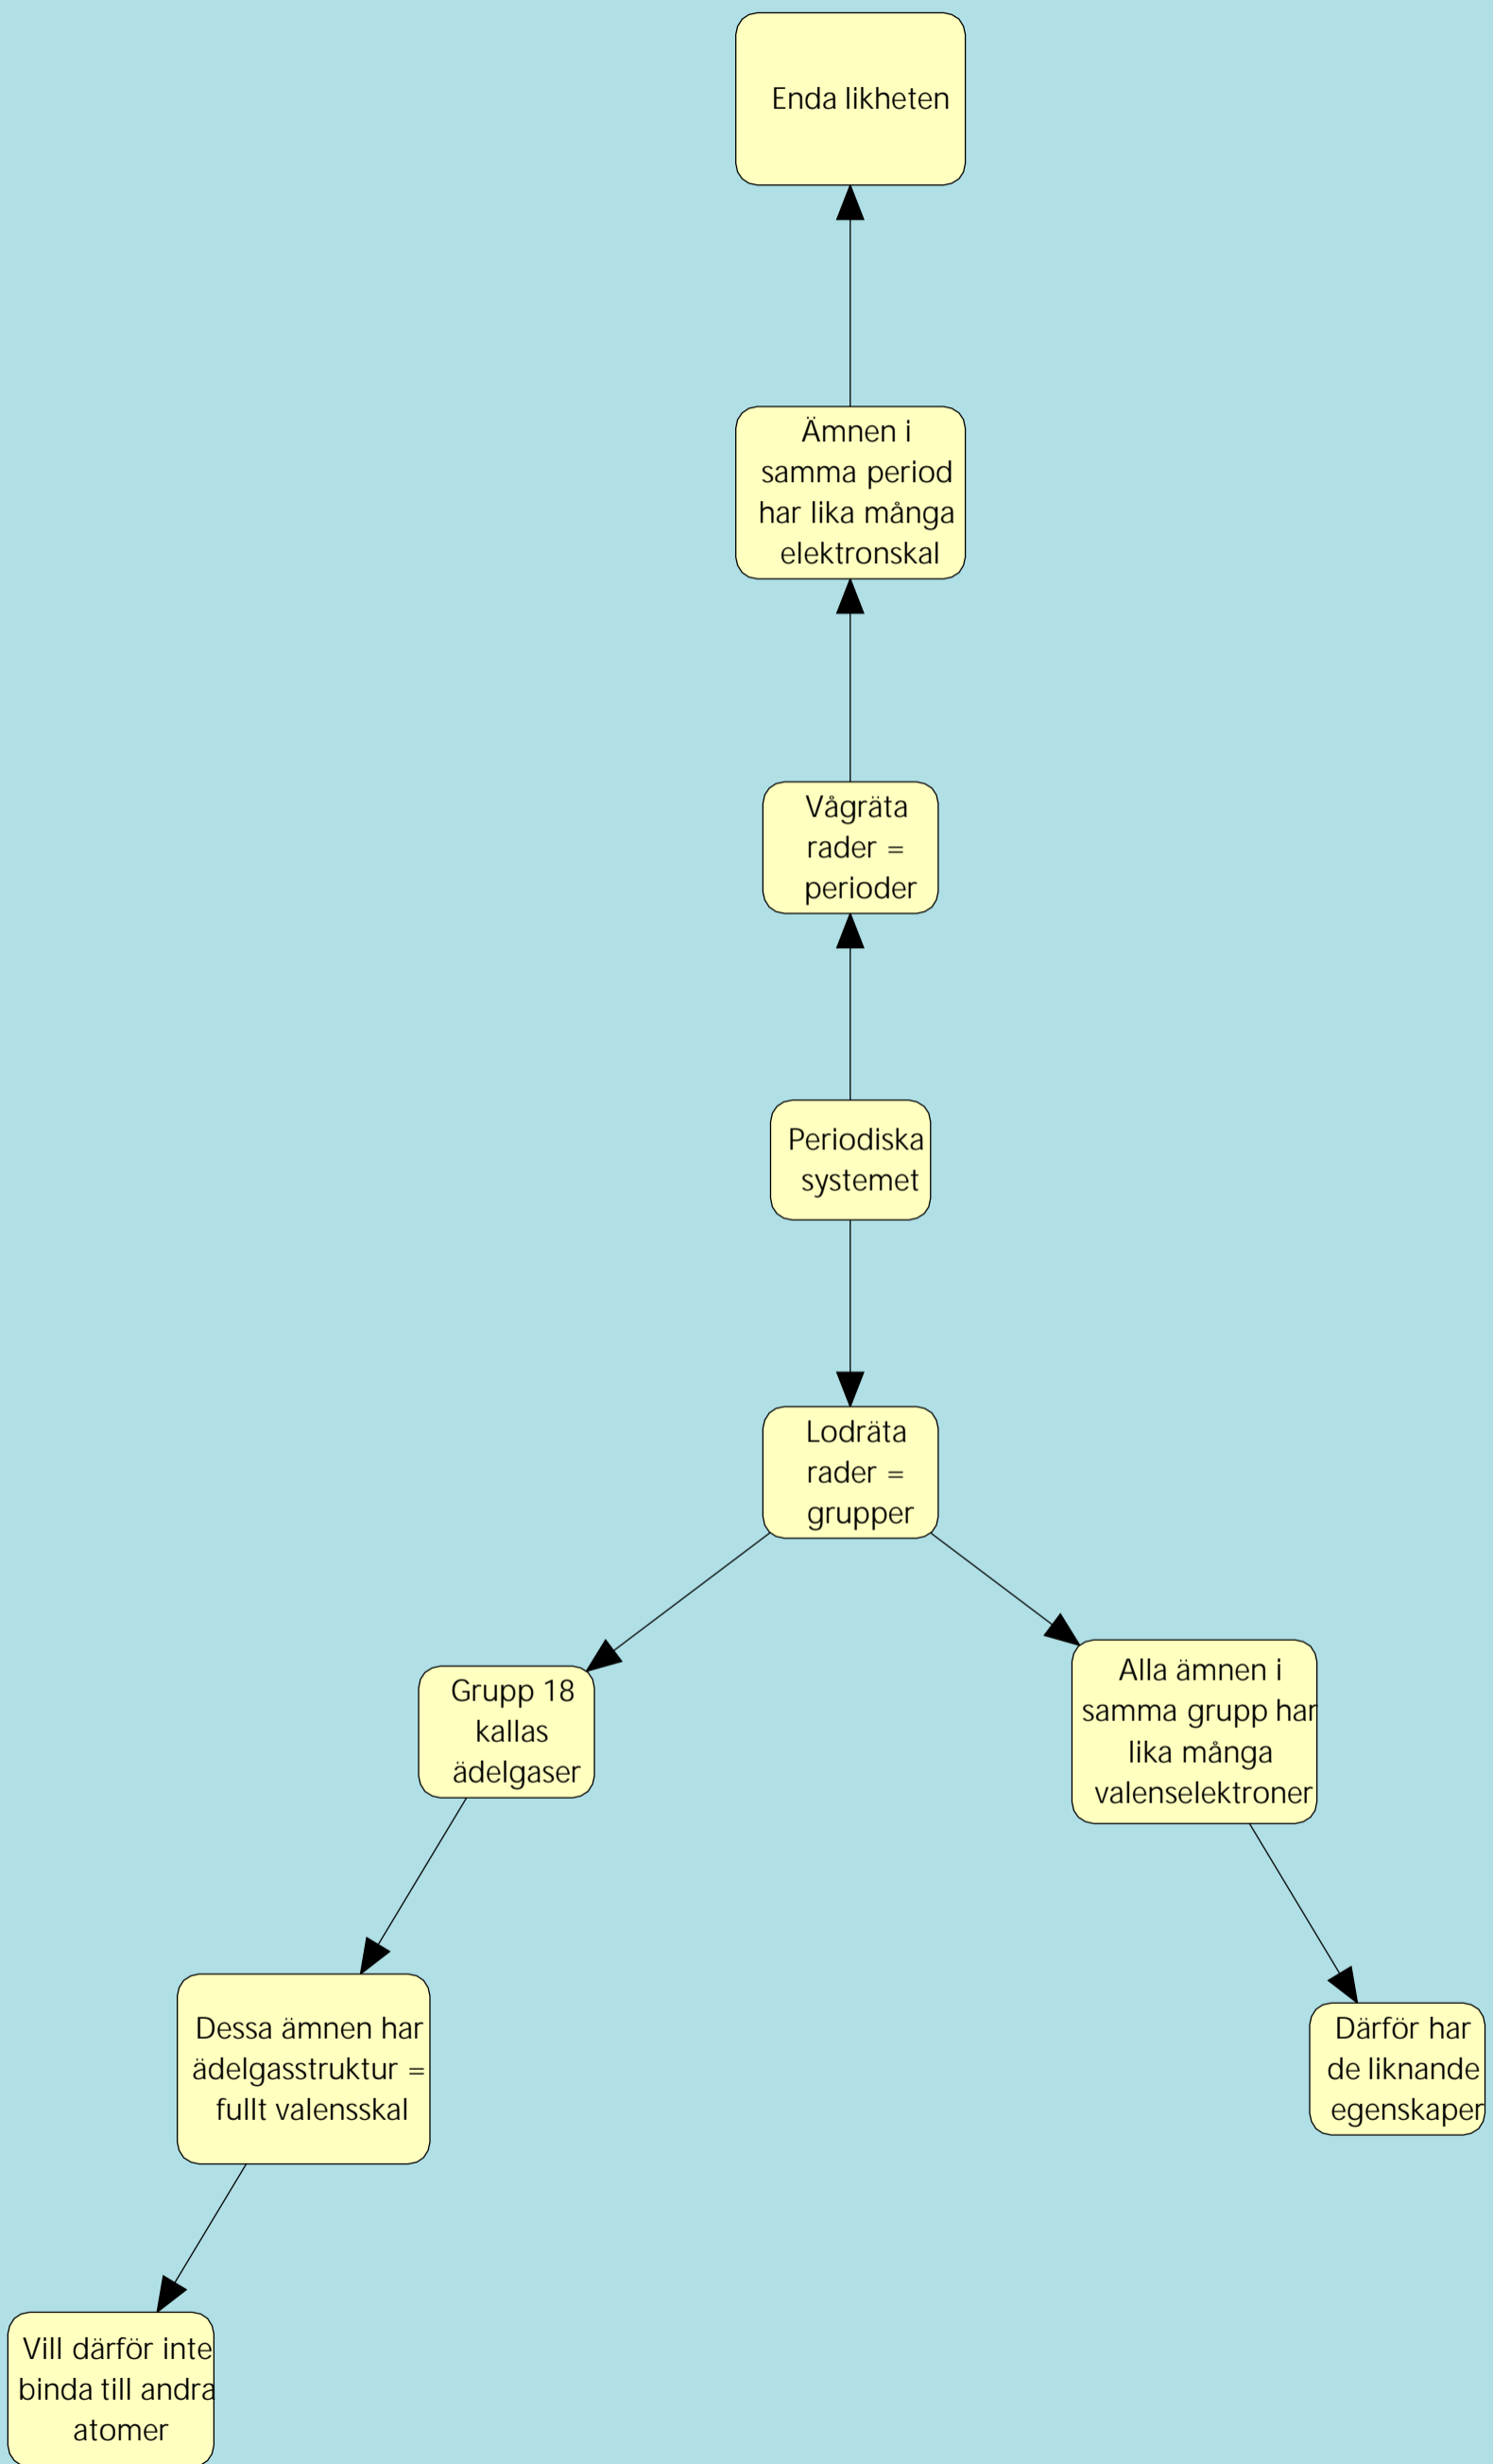 Enda likheten
Ämnen i
samma period
har lika många
elektronskal
Vågräta
rader =
perioder
Periodiska
systemet
Lodräta
rader =
grupper
Grupp 18
kallas
ädelgaser
Alla ämnen i
samma grupp har
lika många
valenselektroner
Dessa ämnen har
ädelgasstruktur =
fullt valensskal
Därför har
de liknande
egenskaper
Vill därför inte
binda till andra
atomer